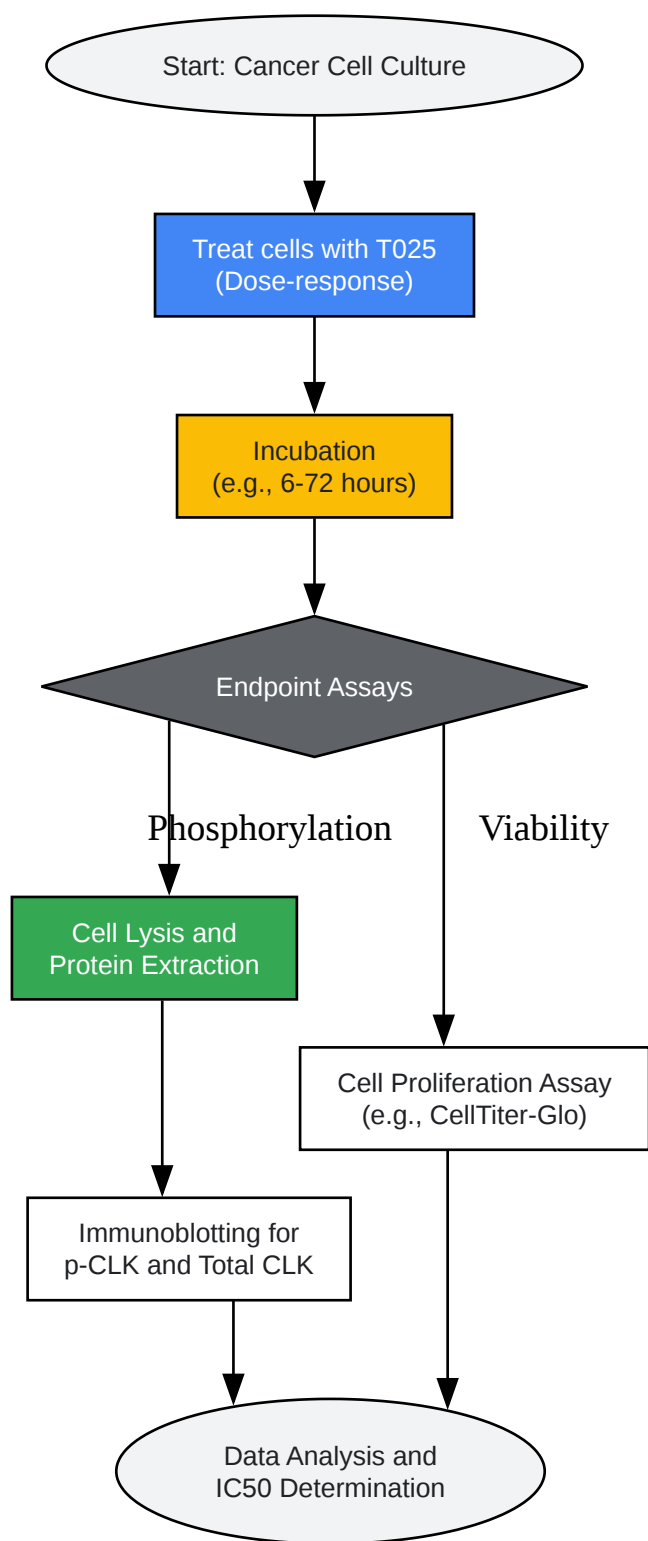 Start: Cancer Cell Culture
Treat cells with T025
(Dose-response)
Incubation
(e.g., 6-72 hours)
Endpoint Assays
Phosphorylation
Viability
Cell Lysis and
Protein Extraction
Cell Proliferation Assay
(e.g., CellTiter-Glo)
Immunoblotting for
p-CLK and Total CLK
Data Analysis and
IC50 Determination